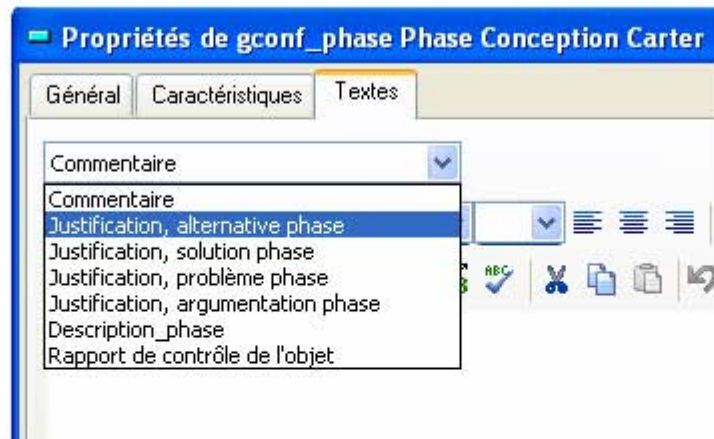 Propriétés de gconf_phase Phase Conception Carter
Général Caractéristiques Textes
Commentaire
Commentaire
Justification, alternative phase
Justification, solution phase
Justification, problème phase
Justification, argumentation phase
Description_phase
Rapport de contrôle de l'objet
ABC